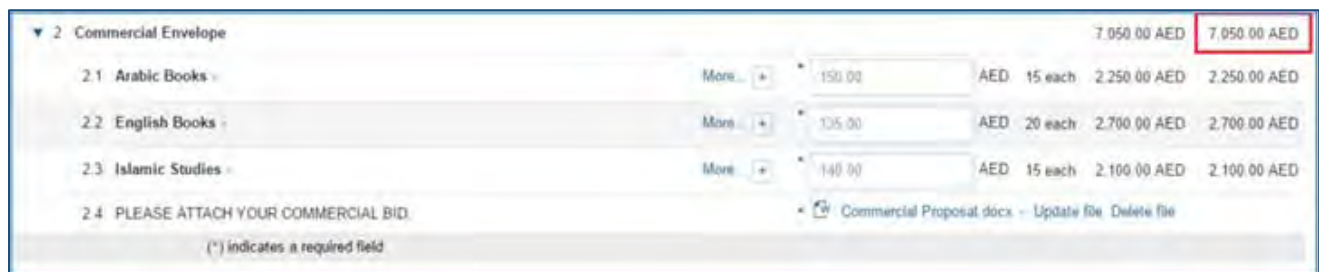 ▼ 2 Commercial Envelope 7.050.00 AED 7.050.00 AED
2.1 Arabic Books - More... + * 150.00 AED 15 each 2.250.00 AED 2.250.00 AED
2.2 English Books - More... + * 135.00 AED 20 each 2.700.00 AED 2.700.00 AED
2.3 Islamic Studies - More... + * 140.00 AED 15 each 2.100.00 AED 2.100.00 AED
2.4 PLEASE ATTACH YOUR COMMERCIAL BID. * Commercial Proposal.docx - Update file Delete file
(*) indicates a required field